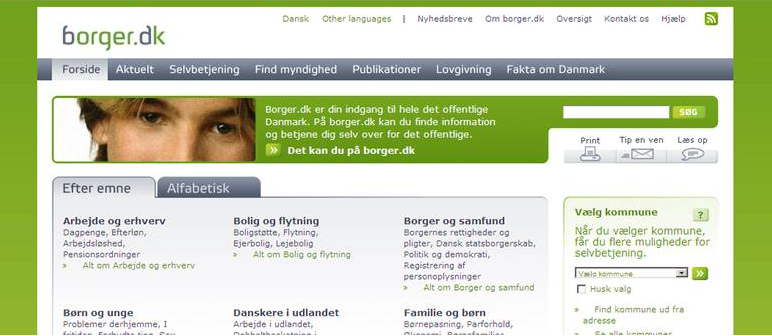 Dansk Other languages | Nyhedsbreve Om borger.dk Oversigt Kontakt os Hjælp
borger.dk
Forside Aktuelt Selvbetjening Find myndighed Publikationer Lovgivning Fakta om Danmark
Borger.dk er din indgang til hele det offentlige
Danmark. På borger.dk kan du finde information
og betjene dig selv over for det offentlige.
» Det kan du på borger.dk
SØG
Print Tip en ven Læs op
Efter emne Alfabetisk
Arbejde og erhverv
Dagpenge, Efterløn,
Arbejdsløshed,
Pensionsordninger
» Alt om Arbejde og erhverv
Bolig og flytning
Boligstøtte, Flytning,
Ejerbolig, Lejebolig
» Alt om Bolig og flytning
Borger og samfund
Borgernes rettigheder og
pligter, Dansk statsborgerskab,
Politik og demokrati,
Registrering af
personoplysninger
» Alt om Borger og samfund
Børn og unge
Problemer derhjemme, I
Danskere i udlandet
Arbejde i udlandet,
Familie og børn
Børnepasning, Parforhold,
Vælg kommune ?
Når du vælger kommune,
får du flere muligheder for
selvbetjening.
Vælg kommune »
Husk valg
» Find kommune ud fra
adresse
» Se alle kommuner